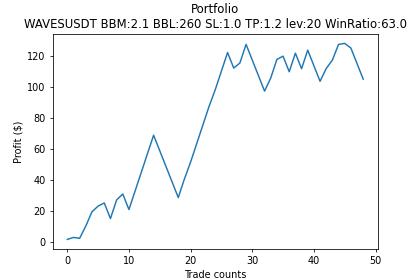 Portfolio
WAVESUSDT BBM:2.1 BBL:260 SL:1.0 TP:1.2 lev:20 WinRatio:63.0
120
100
80
60
40
20
0
Profit ($)
0 10 20 30 40 50
Trade counts